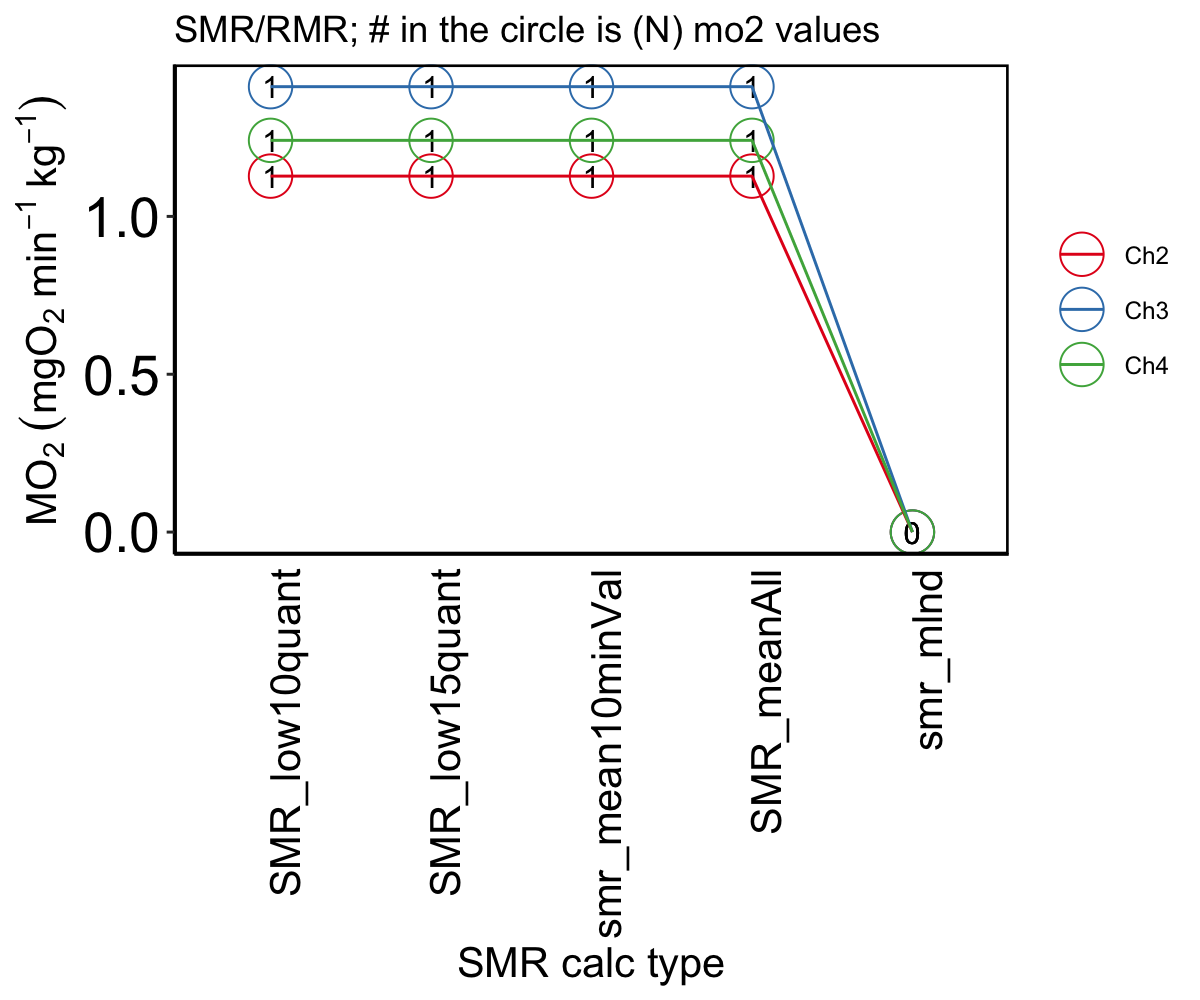 SMR/RMR; # in the circle is (N) mo2 values
MO₂ (mgO₂ min⁻¹ kg⁻¹)
1.0
0.5
0.0
1 1 1 1
1 1 1 1
1 1 1 1
0
SMR_low10quant
SMR_low15quant
smr_mean10minVal
SMR_meanAll
smr_mlnd
SMR calc type
Ch2
Ch3
Ch4